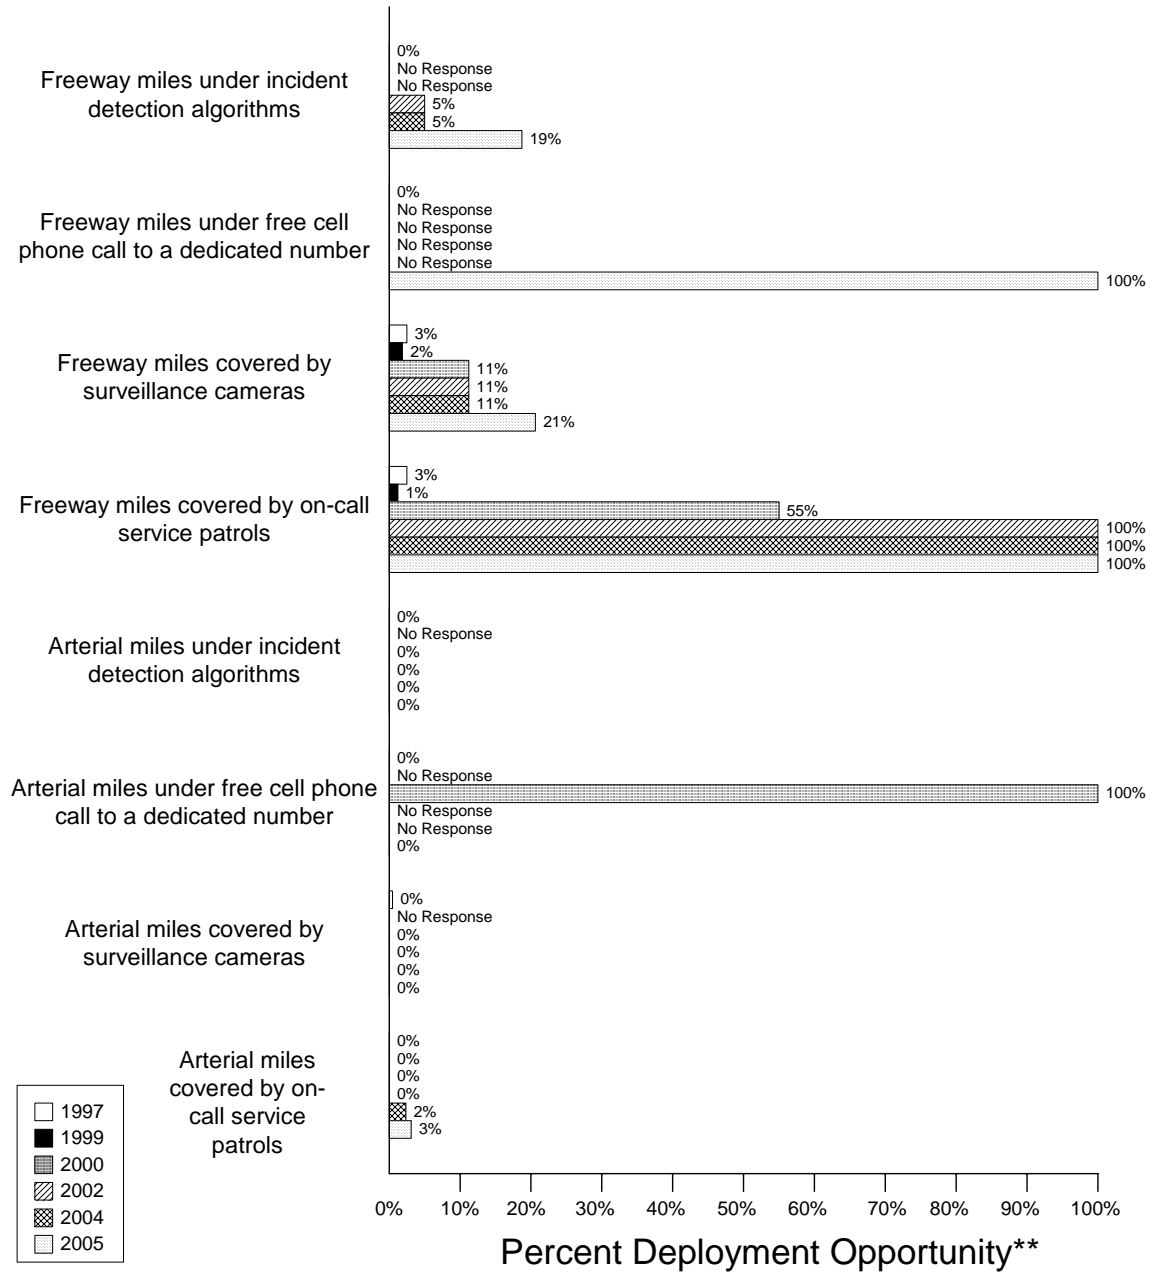 Freeway miles under incident
detection algorithms
0%
No Response
No Response
5%
5%
19%
Freeway miles under free cell
phone call to a dedicated number
0%
No Response
No Response
No Response
No Response
100%
Freeway miles covered by
surveillance cameras
3%
2%
11%
11%
11%
21%
Freeway miles covered by on-call
service patrols
3%
1%
55%
100%
100%
100%
Arterial miles under incident
detection algorithms
0%
No Response
0%
0%
0%
0%
Arterial miles under free cell phone
call to a dedicated number
0%
No Response
100%
No Response
No Response
0%
Arterial miles covered by
surveillance cameras
0%
No Response
0%
0%
0%
0%
Arterial miles
covered by on-
call service
patrols
0%
0%
0%
0%
2%
3%
1997
1999
2000
2002
2004
2005
0% 10% 20% 30% 40% 50% 60% 70% 80% 90% 100%
Percent Deployment Opportunity**